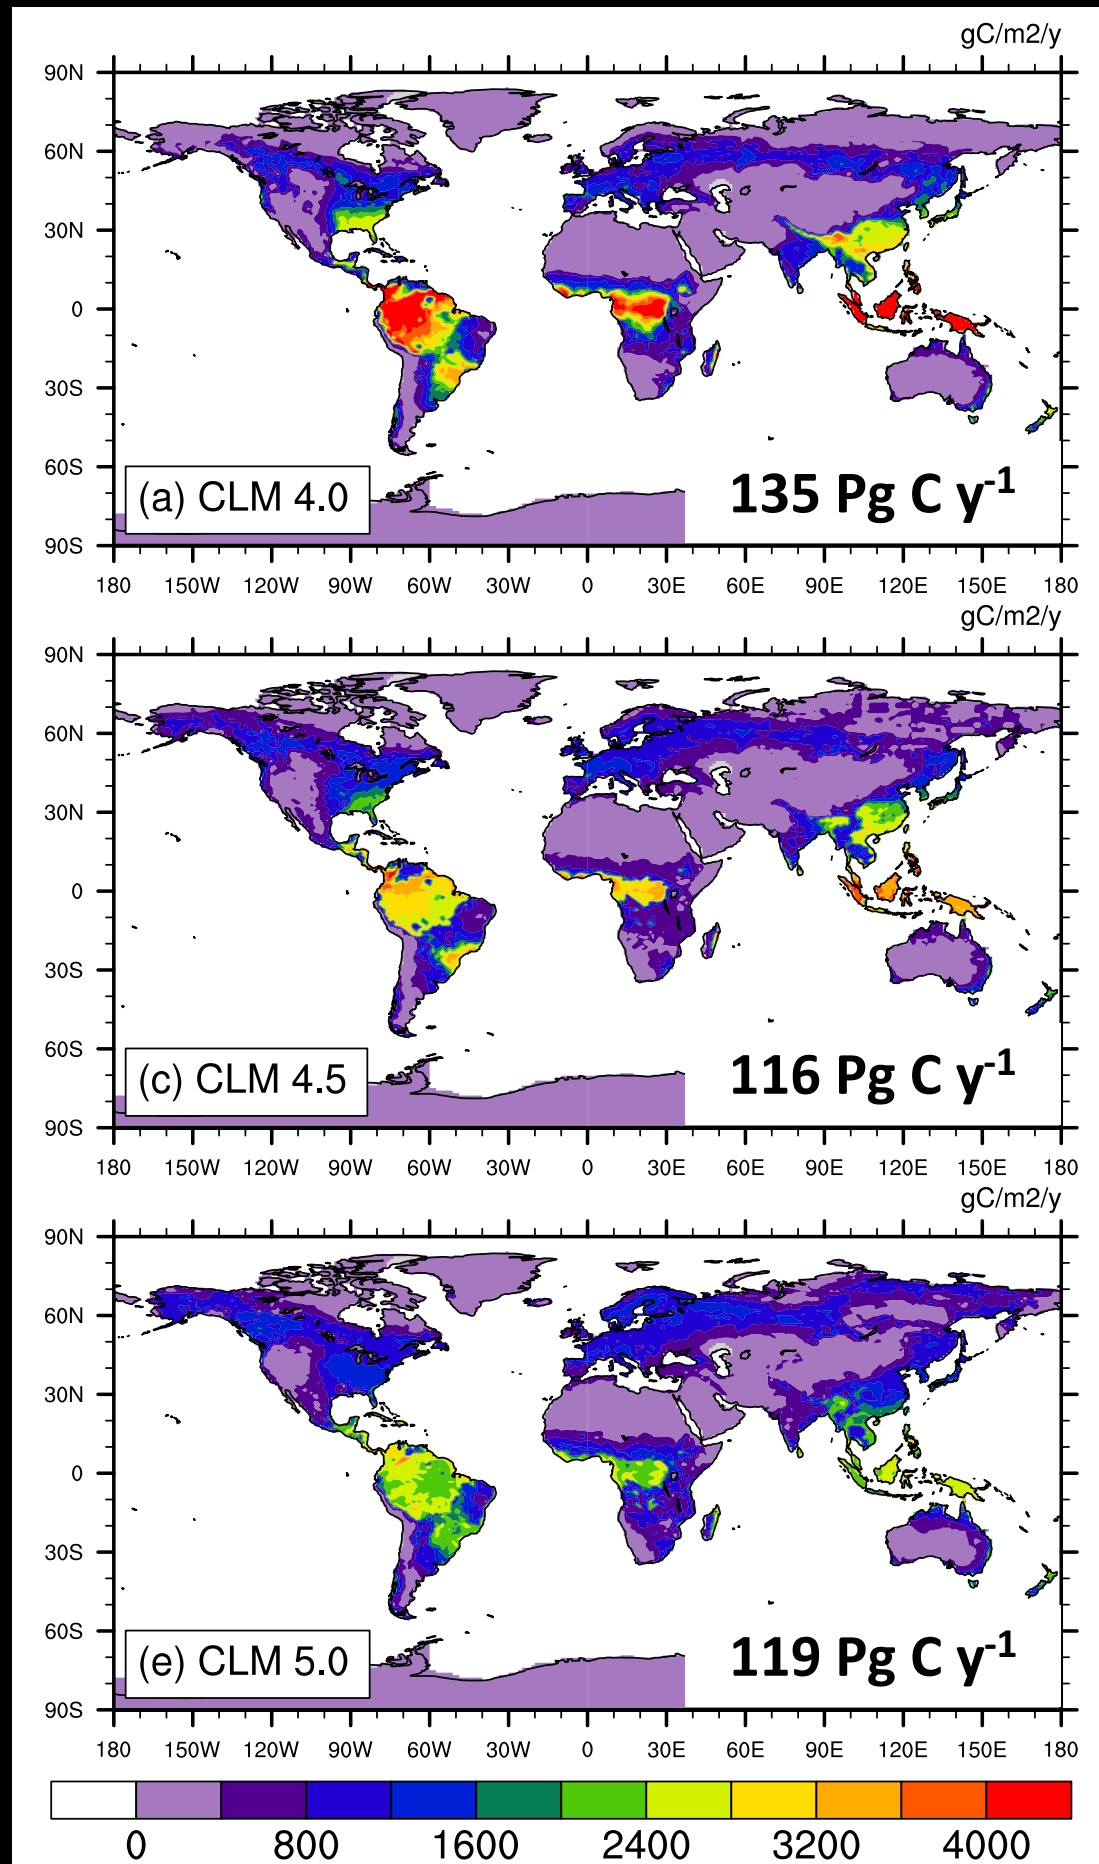 gC/m2/y
90N
60N
30N
0
30S
60S
90S
(a) CLM 4.0
135 Pg C y-1
180 150W 120W 90W 60W 30W 0 30E 60E 90E 120E 150E 180
gC/m2/y
90N
60N
30N
0
30S
60S
90S
(c) CLM 4.5
116 Pg C y-1
180 150W 120W 90W 60W 30W 0 30E 60E 90E 120E 150E 180
gC/m2/y
90N
60N
30N
0
30S
60S
90S
(e) CLM 5.0
119 Pg C y-1
180 150W 120W 90W 60W 30W 0 30E 60E 90E 120E 150E 180
0 800 1600 2400 3200 4000